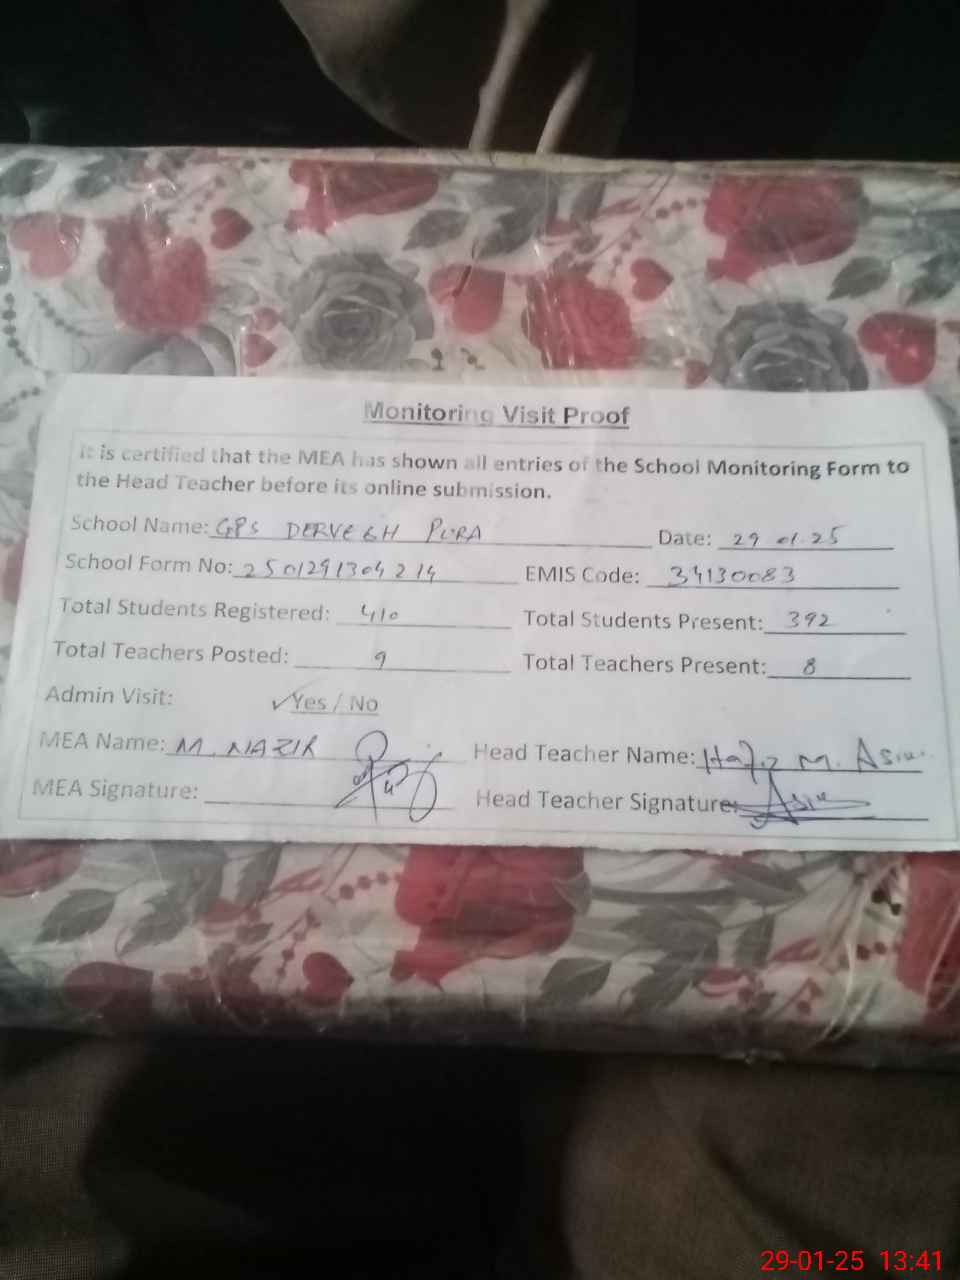 Monitoring Visit Proof
It is certified that the MEA has shown all entries of the School Monitoring Form to
the Head Teacher before its online submission.
School Name: GPS DERVESH PURA Date: 29 01.25
School Form No: 2501291304214 EMIS Code: 34130083
Total Students Registered: 410 Total Students Present: 392
Total Teachers Posted: 9 Total Teachers Present: 8
Admin Visit: ✓Yes / No
MEA Name: M. NAZIR Head Teacher Name: Hafiz M. Asim
MEA Signature: Head Teacher Signature: Asim
29-01-25 13:41